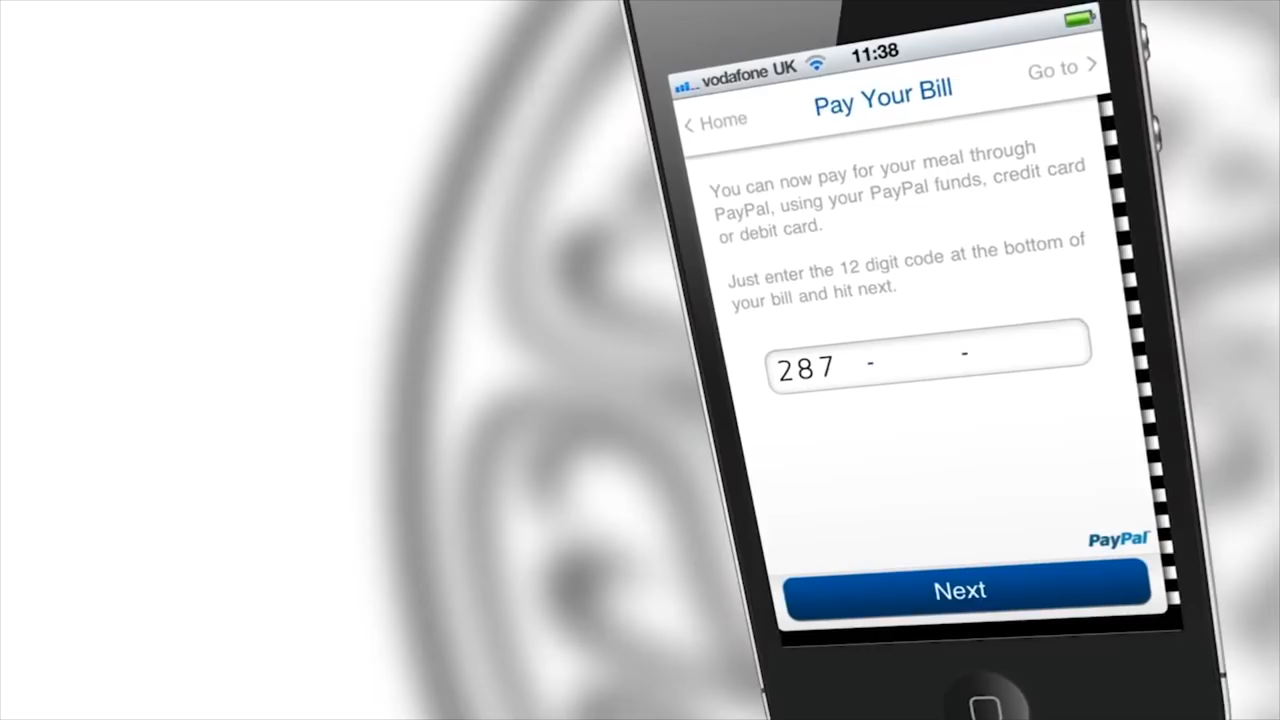 vodafone UK 11:38
Home Pay Your Bill Go to
You can now pay for your meal through
PayPal, using your PayPal funds, credit card
or debit card.
Just enter the 12 digit code at the bottom of
your bill and hit next.
287 - -
PayPal
Next